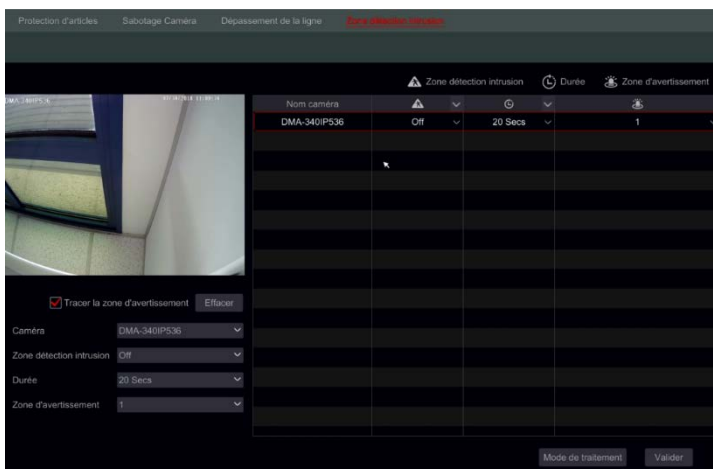 Protection d'articles Sabotage Caméra Dépassement de la ligne Zone détection intrusion
Zone détection intrusion Durée Zone d'avertissement
DMA-340IP536
Nom caméra
DMA-340IP536 Off 20 Secs 1
Tracer la zone d'avertissement Effacer
Caméra DMA-340IP536
Zone détection intrusion Off
Durée 20 Secs
Zone d'avertissement 1
Mode de traitement Valider